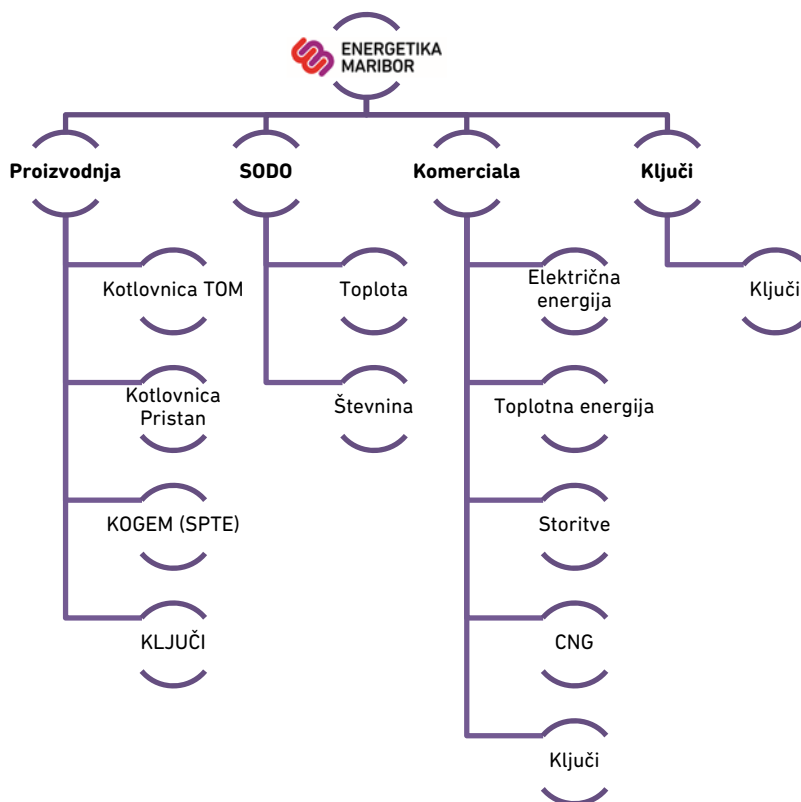 ENERGETIKA
MARIBOR
Proizvodnja
SODO
Komerciala
Ključi
Kotlovnica TOM
Toplota
Električna
energija
Ključi
Kotlovnica
Pristan
Števnina
Toplotna energija
KOGEM (SPTE)
Storitve
KLJUČI
CNG
Ključi